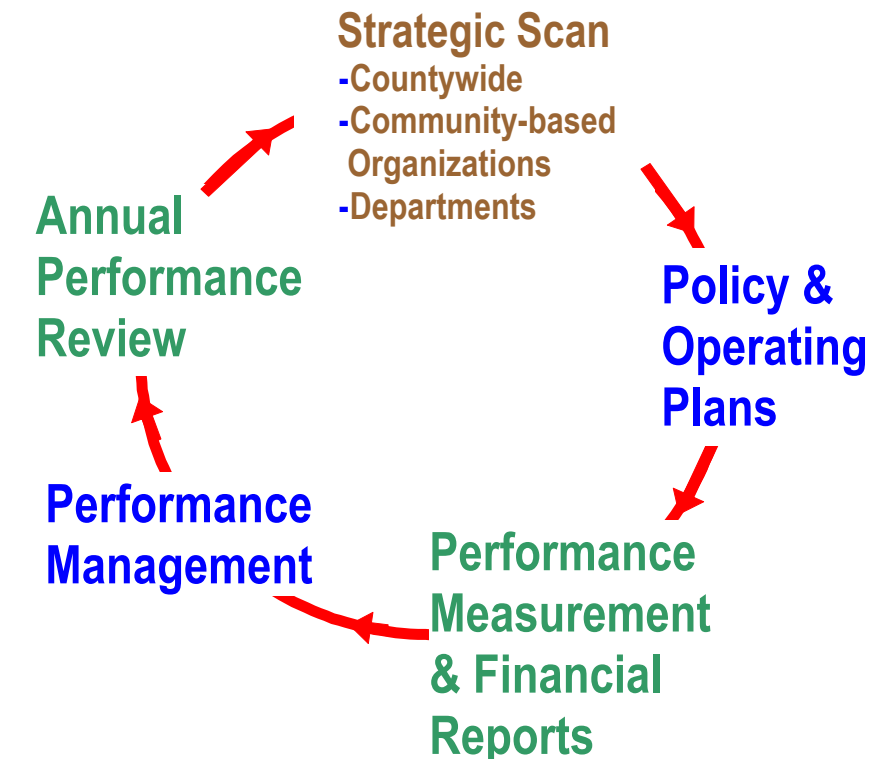 Strategic Scan
-Countywide
-Community-based
Organizations
-Departments
Policy &
Operating
Plans
Performance
Measurement
& Financial
Reports
Performance
Management
Annual
Performance
Review